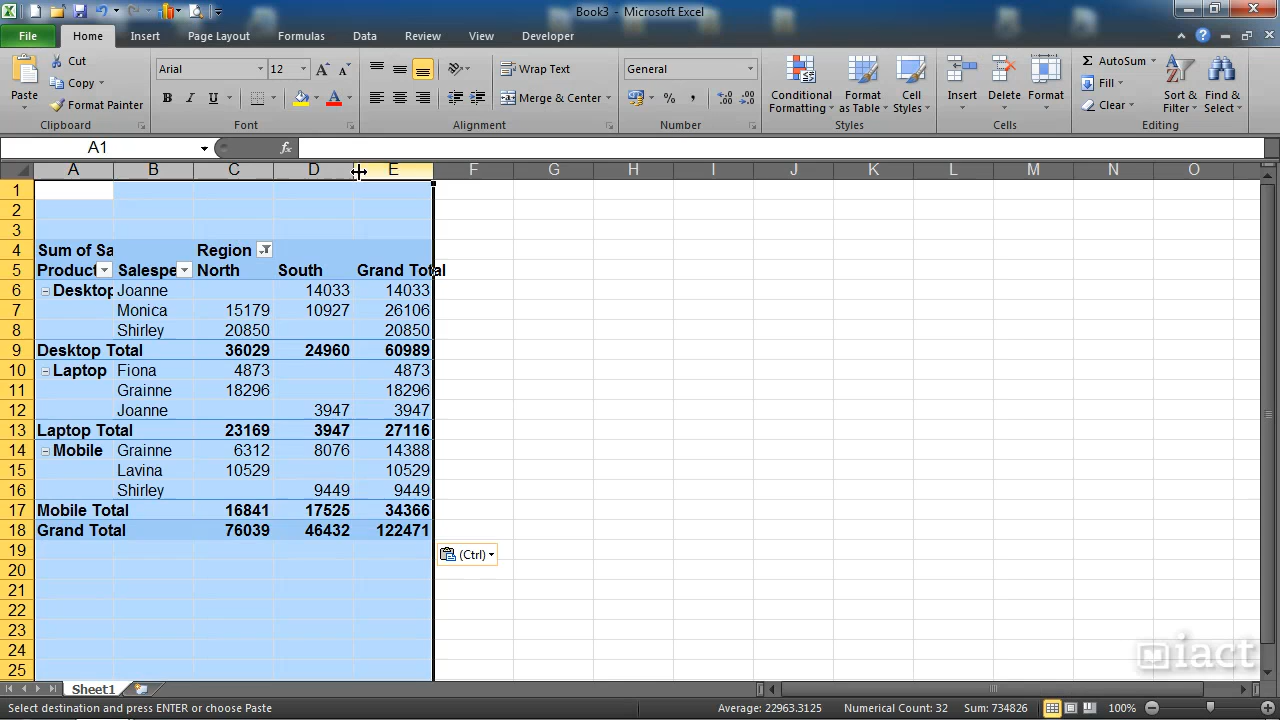 Book3 - Microsoft Excel
File Home Insert Page Layout Formulas Data Review View Developer
Paste Cut Copy Format Painter Clipboard
Arial 12 A A B I U A Font
Wrap Text Merge & Center Alignment
General % , .0 .00 .00 .0 Number
Conditional Formatting Format as Table Cell Styles Styles
Insert Delete Format Cells
Σ AutoSum Fill Clear Sort & Filter Find & Select Editing
A1 fx
A B C D E F G H I J K L M N O
1
2
3
4 Sum of Sa Region
5 Product Salespe North South Grand Total
6 Desktop Joanne 14033 14033
7 Monica 15179 10927 26106
8 Shirley 20850 20850
9 Desktop Total 36029 24960 60989
10 Laptop Fiona 4873 4873
11 Grainne 18296 18296
12 Joanne 3947 3947
13 Laptop Total 23169 3947 27116
14 Mobile Grainne 6312 8076 14388
15 Lavina 10529 10529
16 Shirley 9449 9449
17 Mobile Total 16841 17525 34366
18 Grand Total 76039 46432 122471
19 (Ctrl)
20
21
22
23
24
25
iact
Sheet1
Select destination and press ENTER or choose Paste Average: 22963.3125 Numerical Count: 32 Sum: 734826 100%